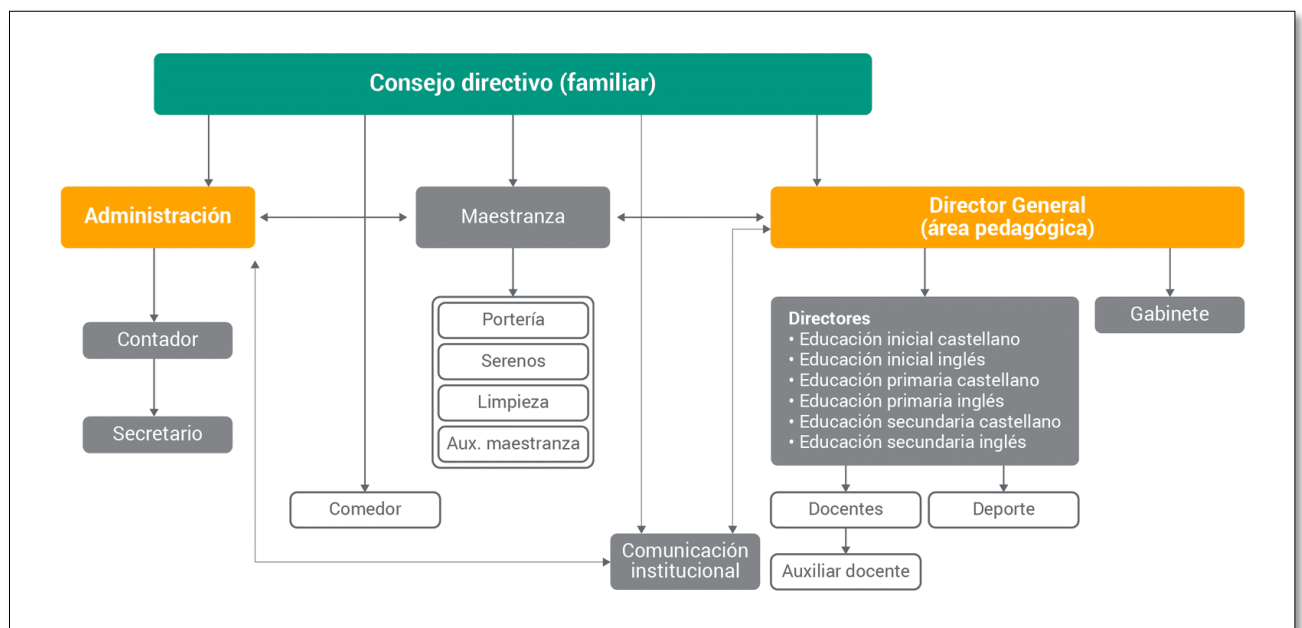 Consejo directivo (familiar)
Administración
Maestranza
Director General
(área pedagógica)
Contador
Secretario
Portería
Serenos
Limpieza
Aux. maestranza
Comedor
Comunicación
institucional
Directores
• Educación inicial castellano
• Educación inicial inglés
• Educación primaria castellano
• Educación primaria inglés
• Educación secundaria castellano
• Educación secundaria inglés
Gabinete
Docentes
Deporte
Auxiliar docente